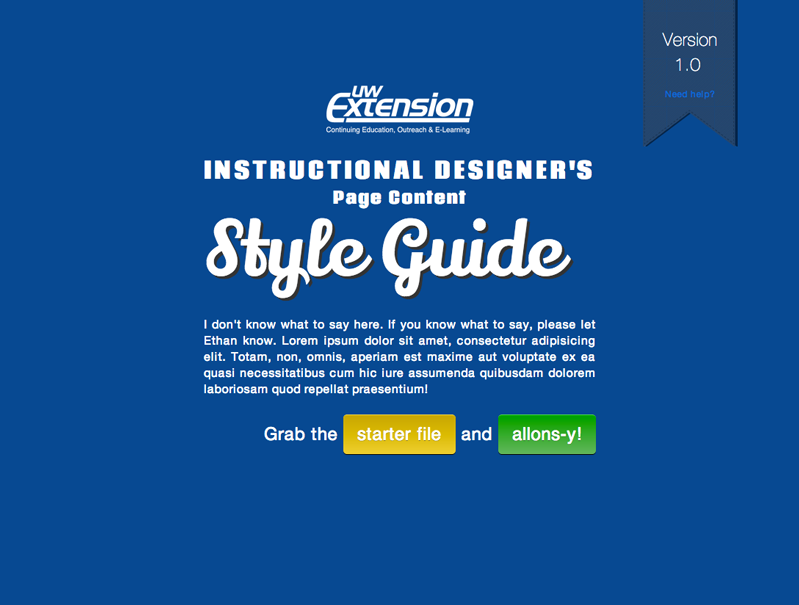 Version
1.0
Need help?
UW
Extension
Continuing Education, Outreach & E-Learning
INSTRUCTIONAL DESIGNER'S
Page Content
Style Guide
I don't know what to say here. If you know what to say, please let
Ethan know. Lorem ipsum dolor sit amet, consectetur adipisicing
elit. Totam, non, omnis, aperiam est maxime aut voluptate ex ea
quasi necessitatibus cum hic iure assumenda quibusdam dolorem
laboriosam quod repellat praesentium!
Grab the starter file and allons-y!